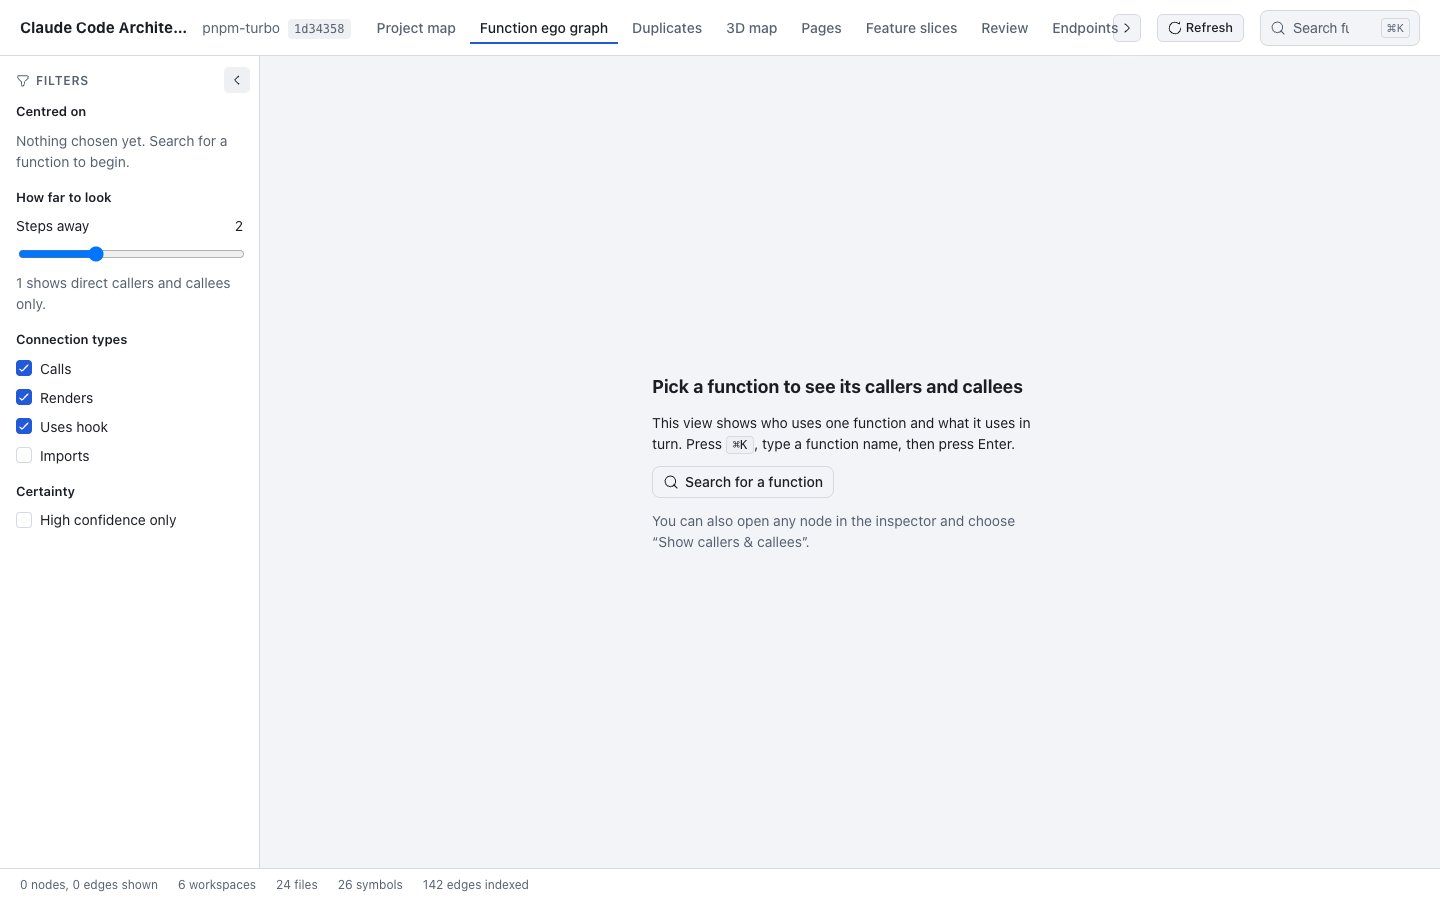 Claude Code Archite… pnpm-turbo 1d34358 Project map Function ego graph Duplicates 3D map Pages Feature slices Review Endpoints Refresh Search ⌘K
FILTERS
Centred on
Nothing chosen yet. Search for a
function to begin.
How far to look
Steps away 2
1 shows direct callers and callees
only.
Connection types
Calls
Renders
Uses hook
Imports
Certainty
High confidence only
Pick a function to see its callers and callees
This view shows who uses one function and what it uses in
turn. Press ⌘K, type a function name, then press Enter.
Search for a function
You can also open any node in the inspector and choose
“Show callers & callees”.
0 nodes, 0 edges shown 6 workspaces 24 files 26 symbols 142 edges indexed